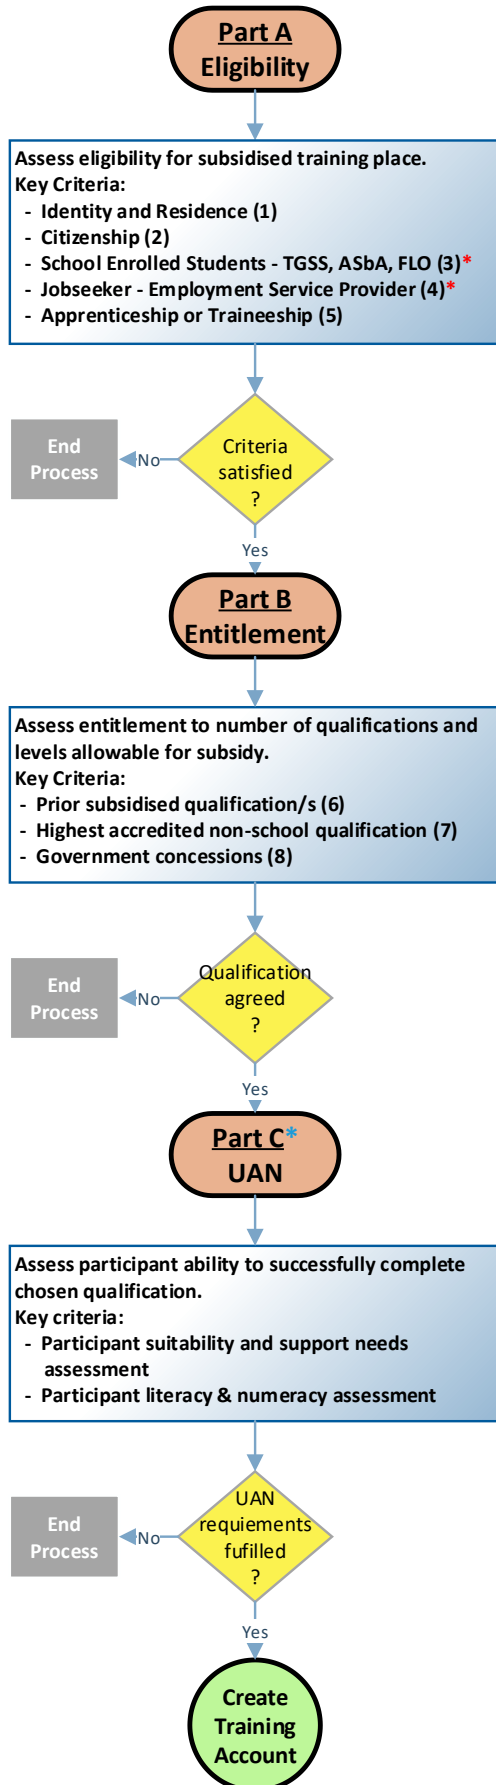 Part A
Eligibility
Assess eligibility for subsidised training place.
Key Criteria:
- Identity and Residence (1)
- Citizenship (2)
- School Enrolled Students - TGSS, ASbA, FLO (3)*
- Jobseeker - Employment Service Provider (4)*
- Apprenticeship or Traineeship (5)
End
Process
No
Criteria
satisfied
?
Yes
Part B
Entitlement
Assess entitlement to number of qualifications and
levels allowable for subsidy.
Key Criteria:
- Prior subsidised qualification/s (6)
- Highest accredited non-school qualification (7)
- Government concessions (8)
End
Process
No
Qualification
agreed
?
Yes
Part C*
UAN
Assess participant ability to successfully complete
chosen qualification.
Key criteria:
- Participant suitability and support needs
assessment
- Participant literacy & numeracy assessment
End
Process
No
UAN
requiements
fufilled
?
Yes
Create
Training
Account